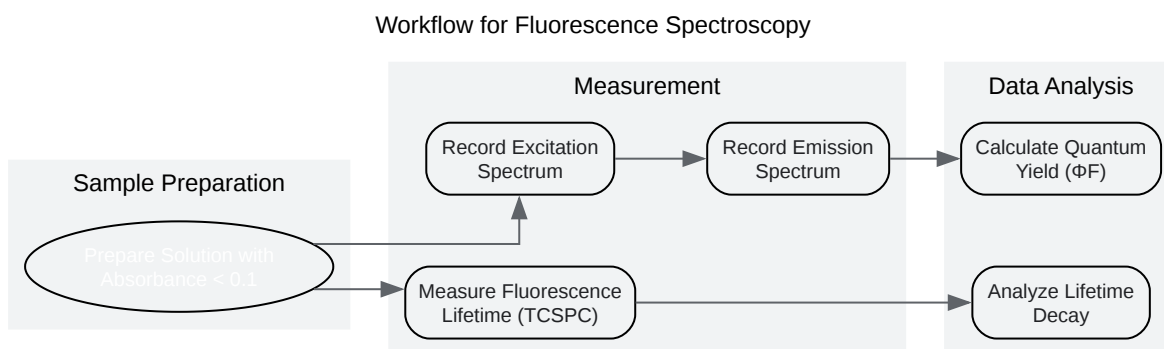 Workflow for Fluorescence Spectroscopy
Sample Preparation
Prepare Solution with
Absorbance < 0.1
Measurement
Record Excitation
Spectrum
Record Emission
Spectrum
Measure Fluorescence
Lifetime (TCSPC)
Data Analysis
Calculate Quantum
Yield (ΦF)
Analyze Lifetime
Decay